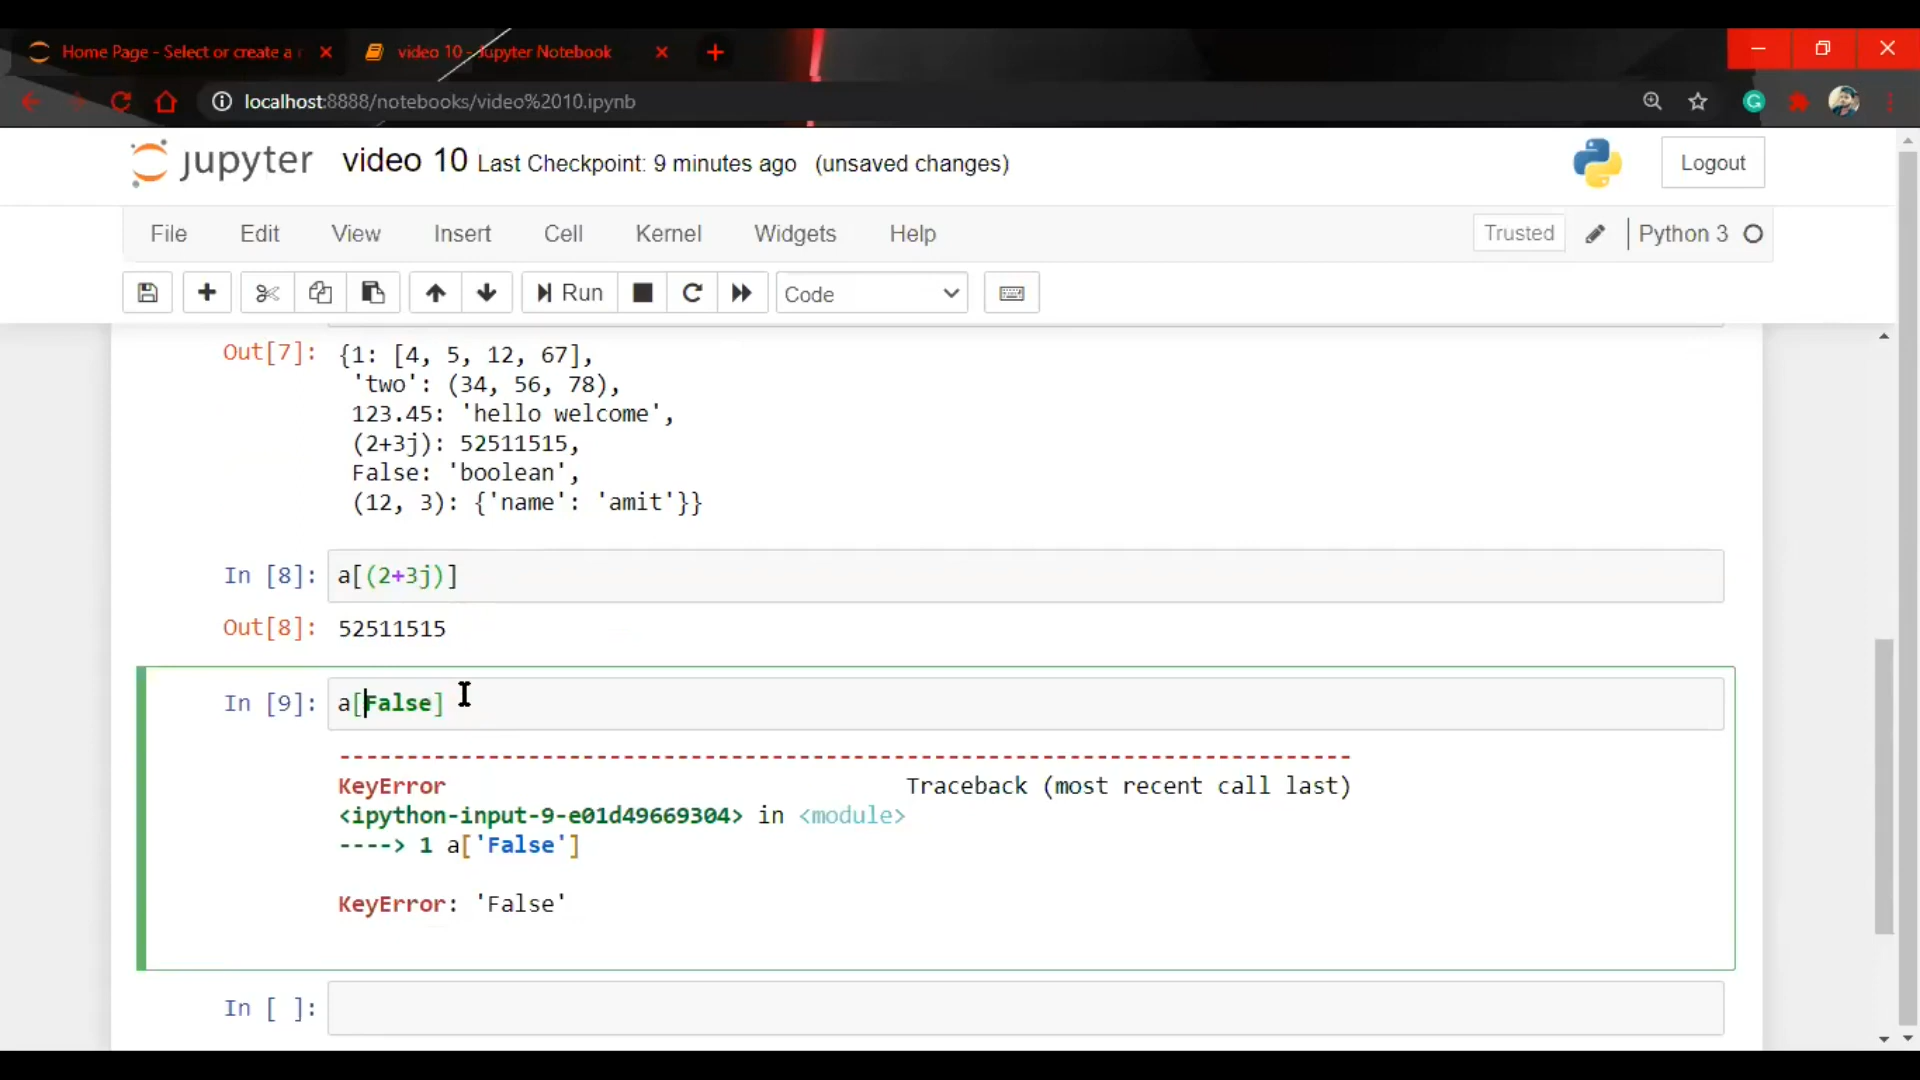 Home Page - Select or create a n
video 10 - Jupyter Notebook
localhost:8888/notebooks/video%2010.ipynb
jupyter video 10 Last Checkpoint: 9 minutes ago (unsaved changes)
Logout
File Edit View Insert Cell Kernel Widgets Help
Trusted
Python 3
Run
Code
Out[7]: {1: [4, 5, 12, 67],
'two': (34, 56, 78),
123.45: 'hello welcome',
(2+3j): 52511515,
False: 'boolean',
(12, 3): {'name': 'amit'}}
In [8]: a[(2+3j)]
Out[8]: 52511515
In [9]: a[False]
---------------------------------------------------------------------------
KeyError Traceback (most recent call last)
<ipython-input-9-e01d49669304> in <module>
----> 1 a['False']
KeyError: 'False'
In [ ]: